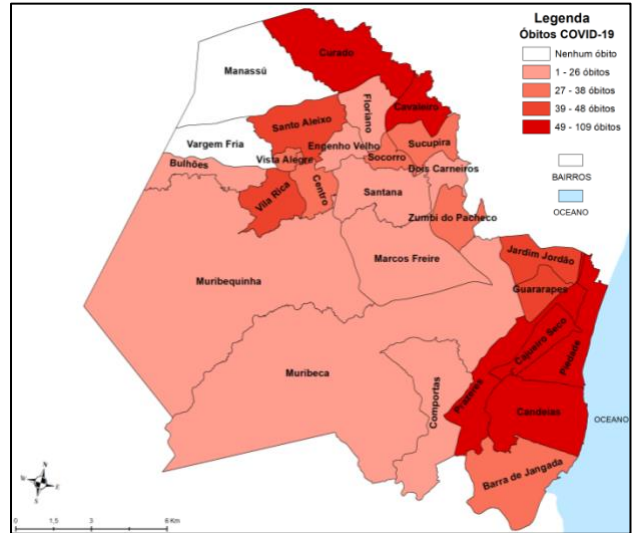 Legenda
Óbitos COVID-19
Nenhum óbito
1 - 26 óbitos
27 - 38 óbitos
39 - 48 óbitos
49 - 109 óbitos
BAIRROS
OCEANO
Curado
Manassú
Floriano
Cavaleiro
Santo Aleixo
Vargem Fria
Engenho Velho
Sucupira
Vista Alegre
Socorro
Bulhões
Dois Carneiros
Vila Rica
Centro
Santana
Zumbi do Pacheco
Marcos Freire
Jardim Jordão
Muribequinha
Guararapes
Cajueiro Seco
Piedade
Muribeca
Comportas
Prazeres
Candeias
OCEANO
Barra de Jangada
N
W
E
S
0 1,5 3 6 Km